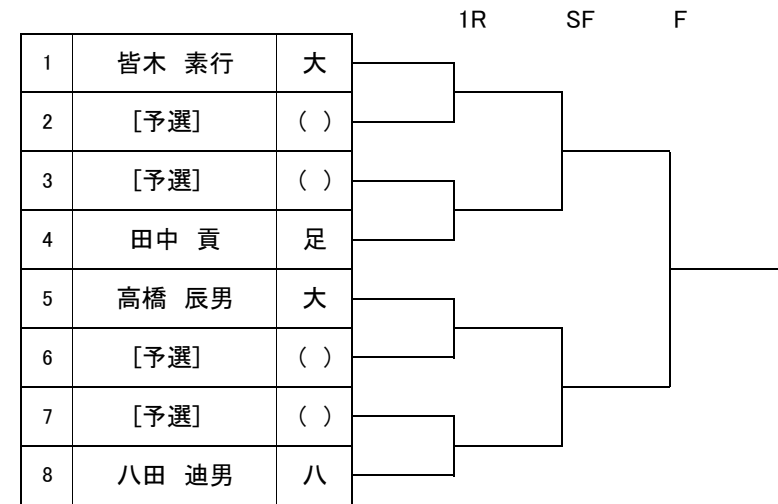 1R SF F
1 皆木 素行 大
2 [予選] ( )
3 [予選] ( )
4 田中 貢 足
5 高橋 辰男 大
6 [予選] ( )
7 [予選] ( )
8 八田 迪男 八